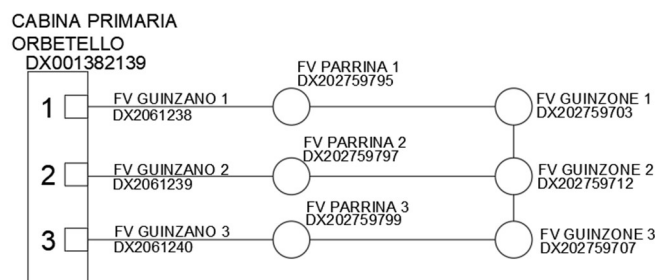 CABINA PRIMARIA
ORBETELLO
DX001382139
1
FV GUINZANO 1
DX2061238
FV PARRINA 1
DX202759795
FV GUINZONE 1
DX202759703
2
FV GUINZANO 2
DX2061239
FV PARRINA 2
DX202759797
FV GUINZONE 2
DX202759712
3
FV GUINZANO 3
DX2061240
FV PARRINA 3
DX202759799
FV GUINZONE 3
DX202759707